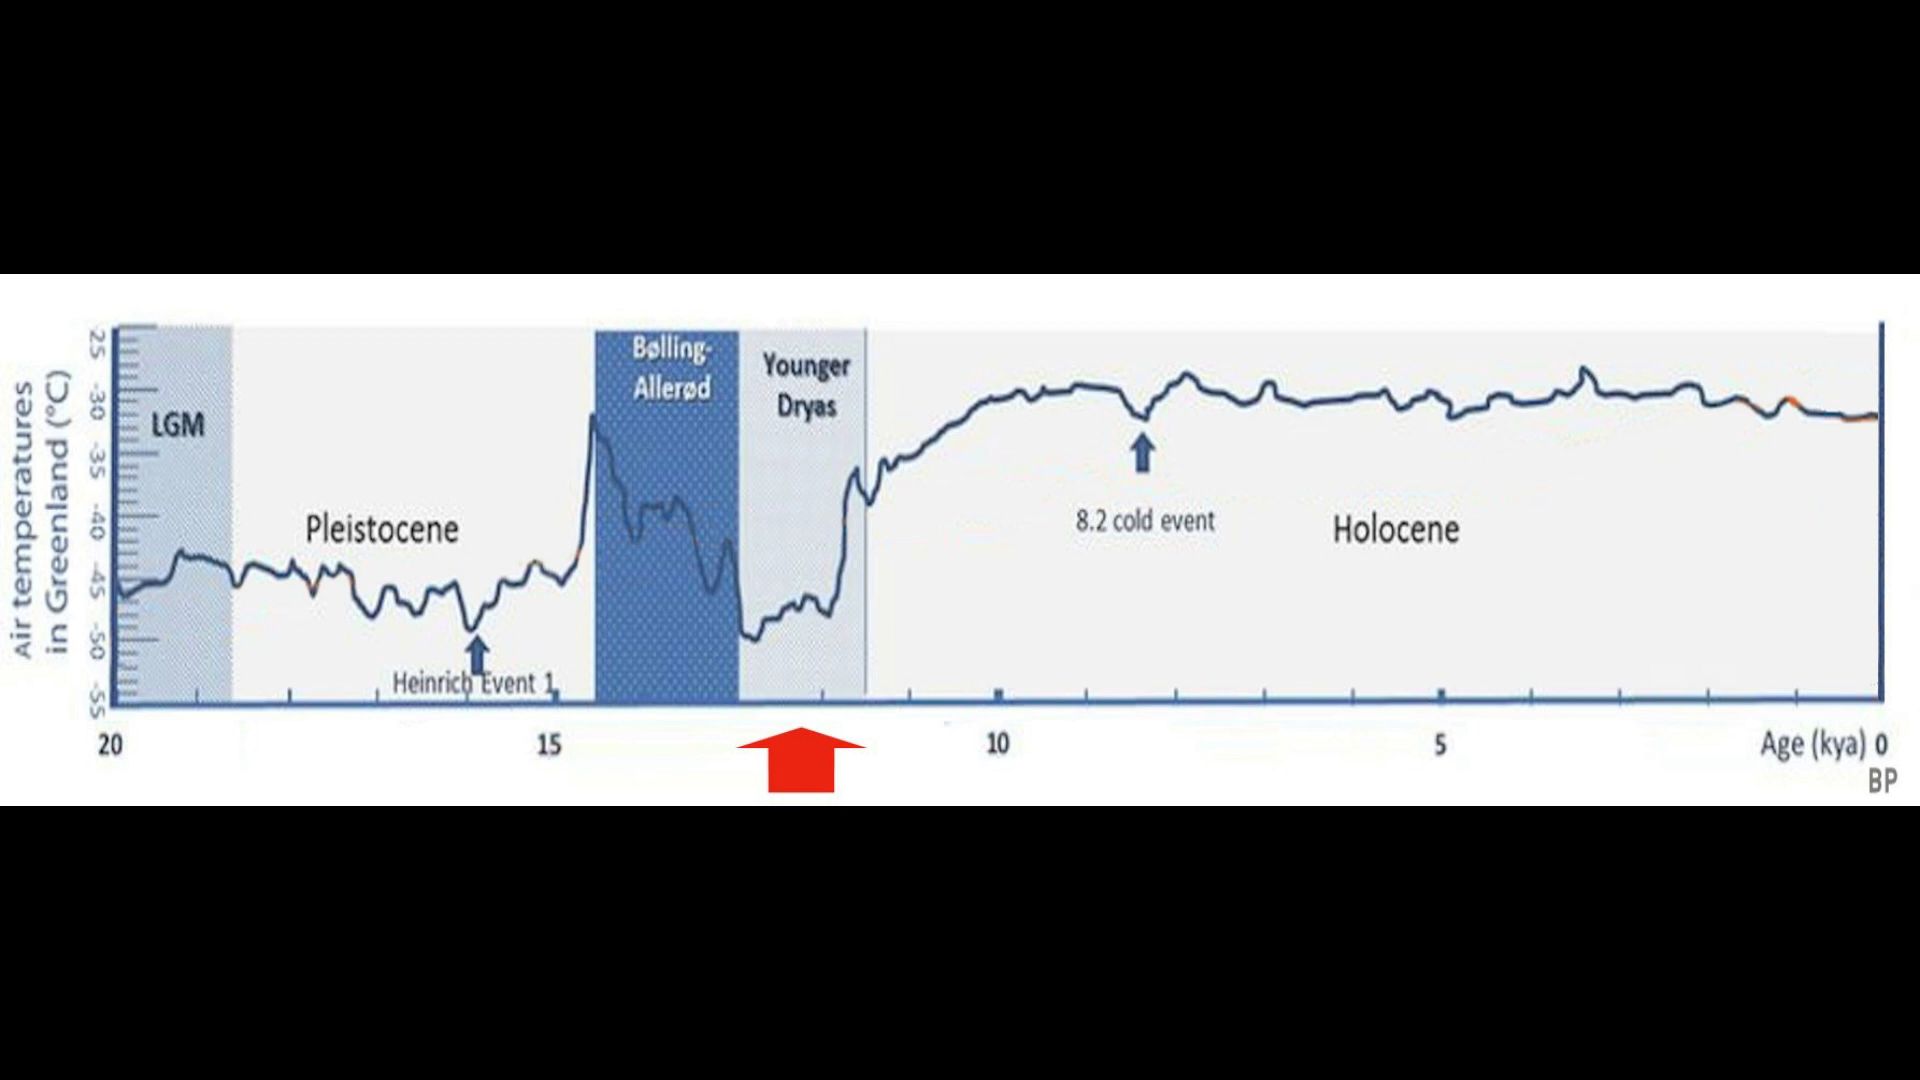 Air temperatures
in Greenland (°C)
-25
-30
-35
-40
-45
-50
-55
LGM
Pleistocene
Heinrich Event 1
Bølling-
Allerød
Younger
Dryas
8.2 cold event
Holocene
20
15
10
5
Age (kya) 0
BP